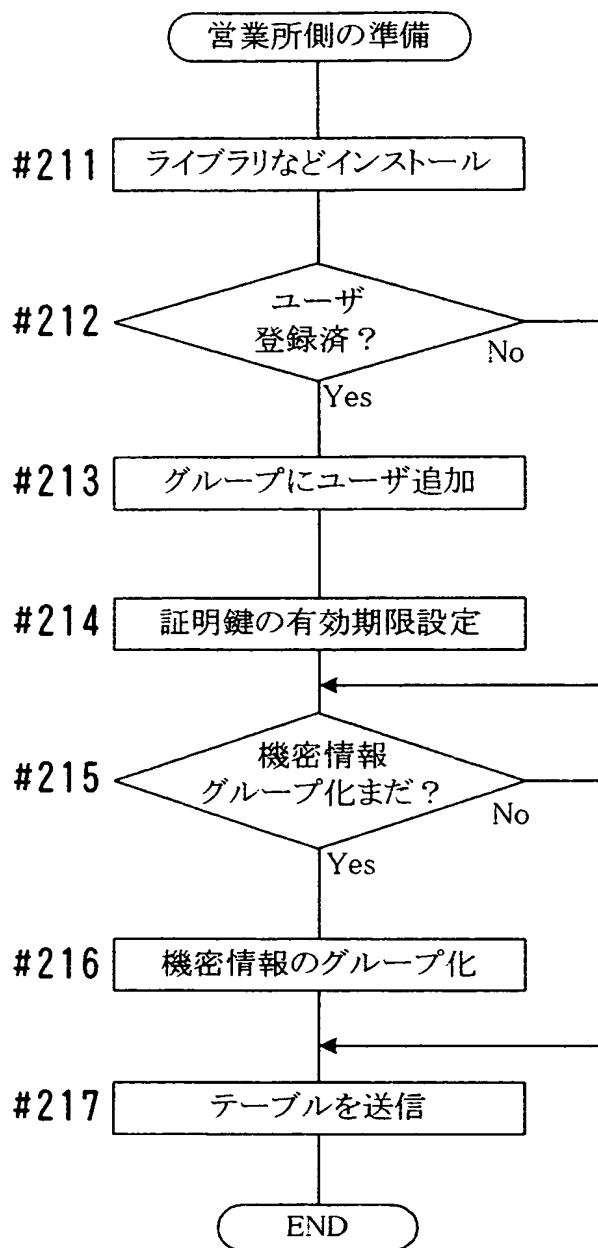 営業所側の準備
#211 ライブラリなどインストール
#212 ユーザ
登録済?
No
Yes
#213 グループにユーザ追加
#214 証明鍵の有効期限設定
#215 機密情報
グループ化まだ?
No
Yes
#216 機密情報のグループ化
#217 テーブルを送信
END